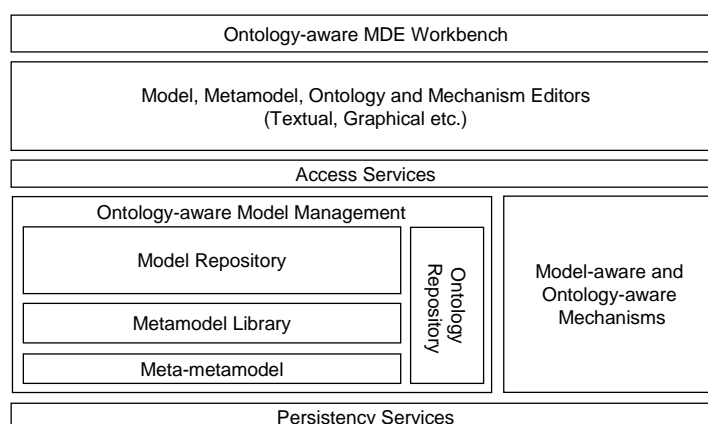 Ontology-aware MDE Workbench
Model, Metamodel, Ontology and Mechanism Editors
(Textual, Graphical etc.)
Access Services
Ontology-aware Model Management
Model Repository
Metamodel Library
Meta-metamodel
Ontology
Repository
Model-aware and
Ontology-aware
Mechanisms
Persistency Services